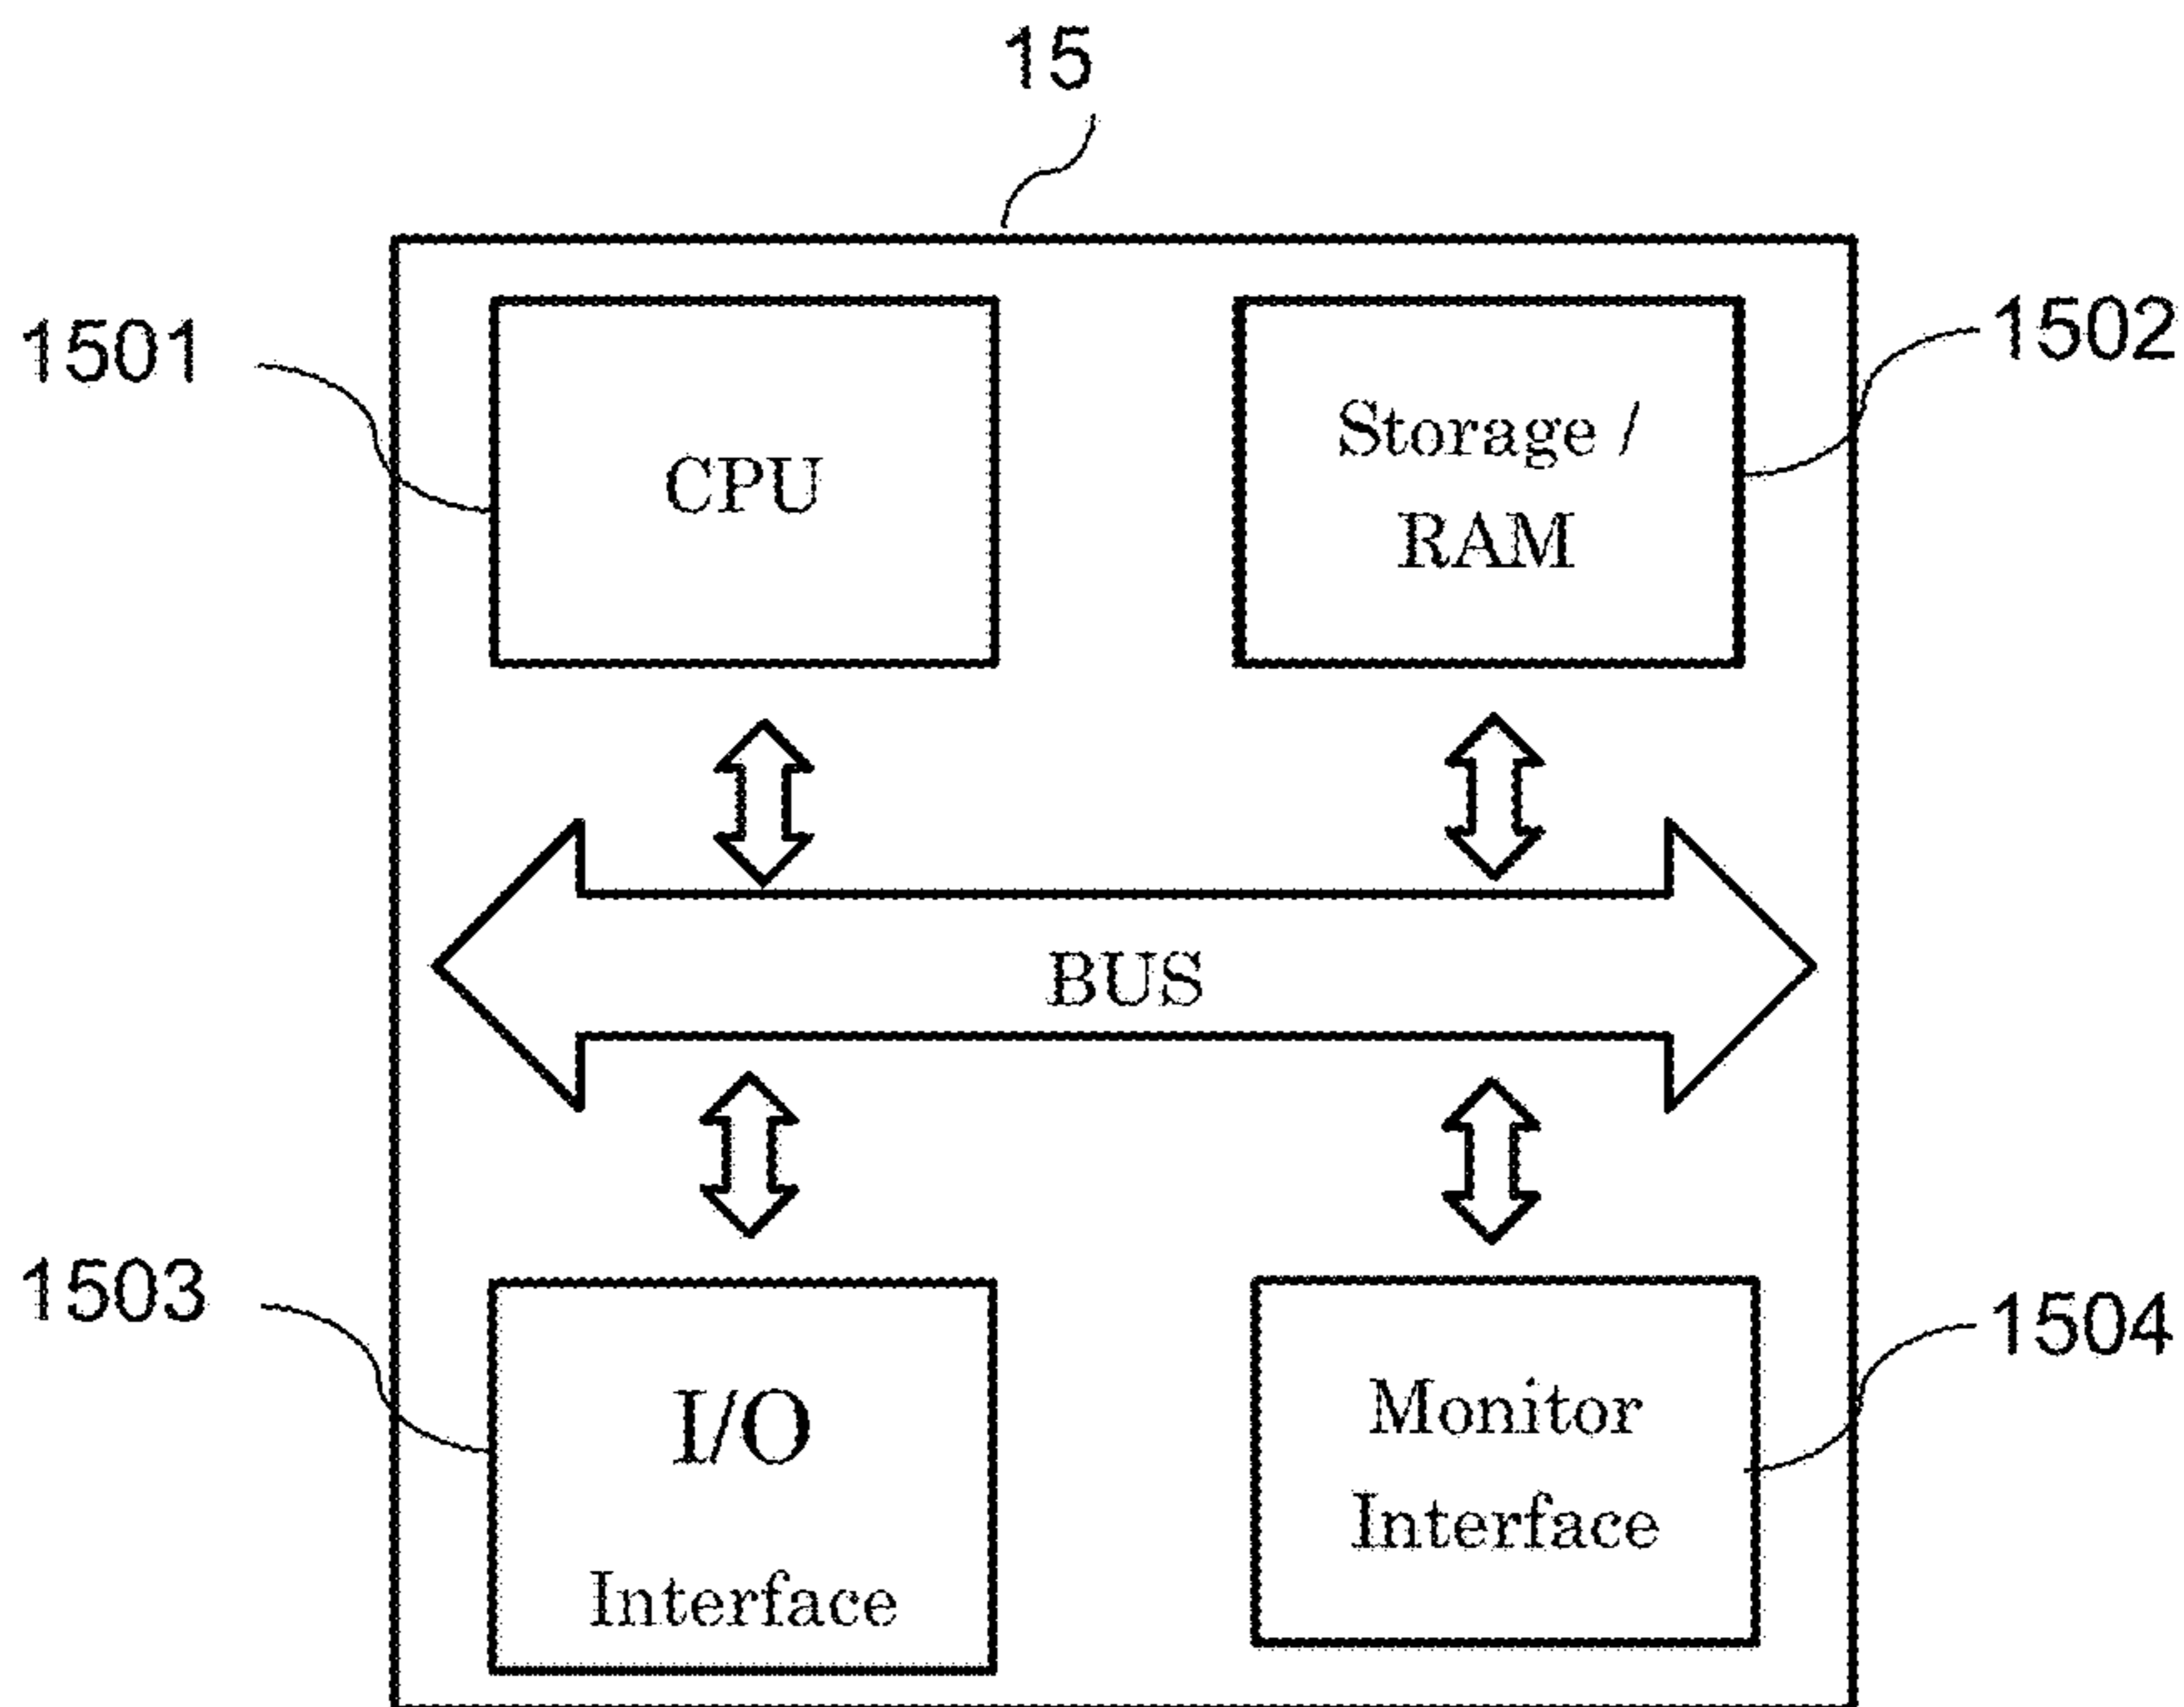 15
1501
1502
CPU
Storage /
RAM
BUS
1503
1504
I/O
Interface
Monitor
Interface